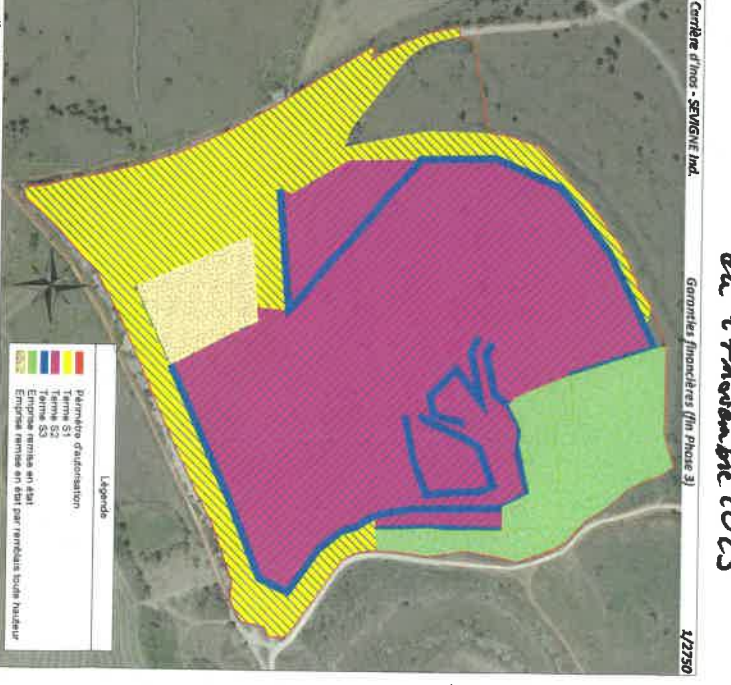 Carrière d'Inos - SEVIGNE Ind.
Garanties financières (fin Phase 3)
1/2750
Légende
Périmètre d'autorisation
Terme S1
Terme S2
Terme S3
Emprise remise en état
Emprise remise en état par remblais toute hauteur